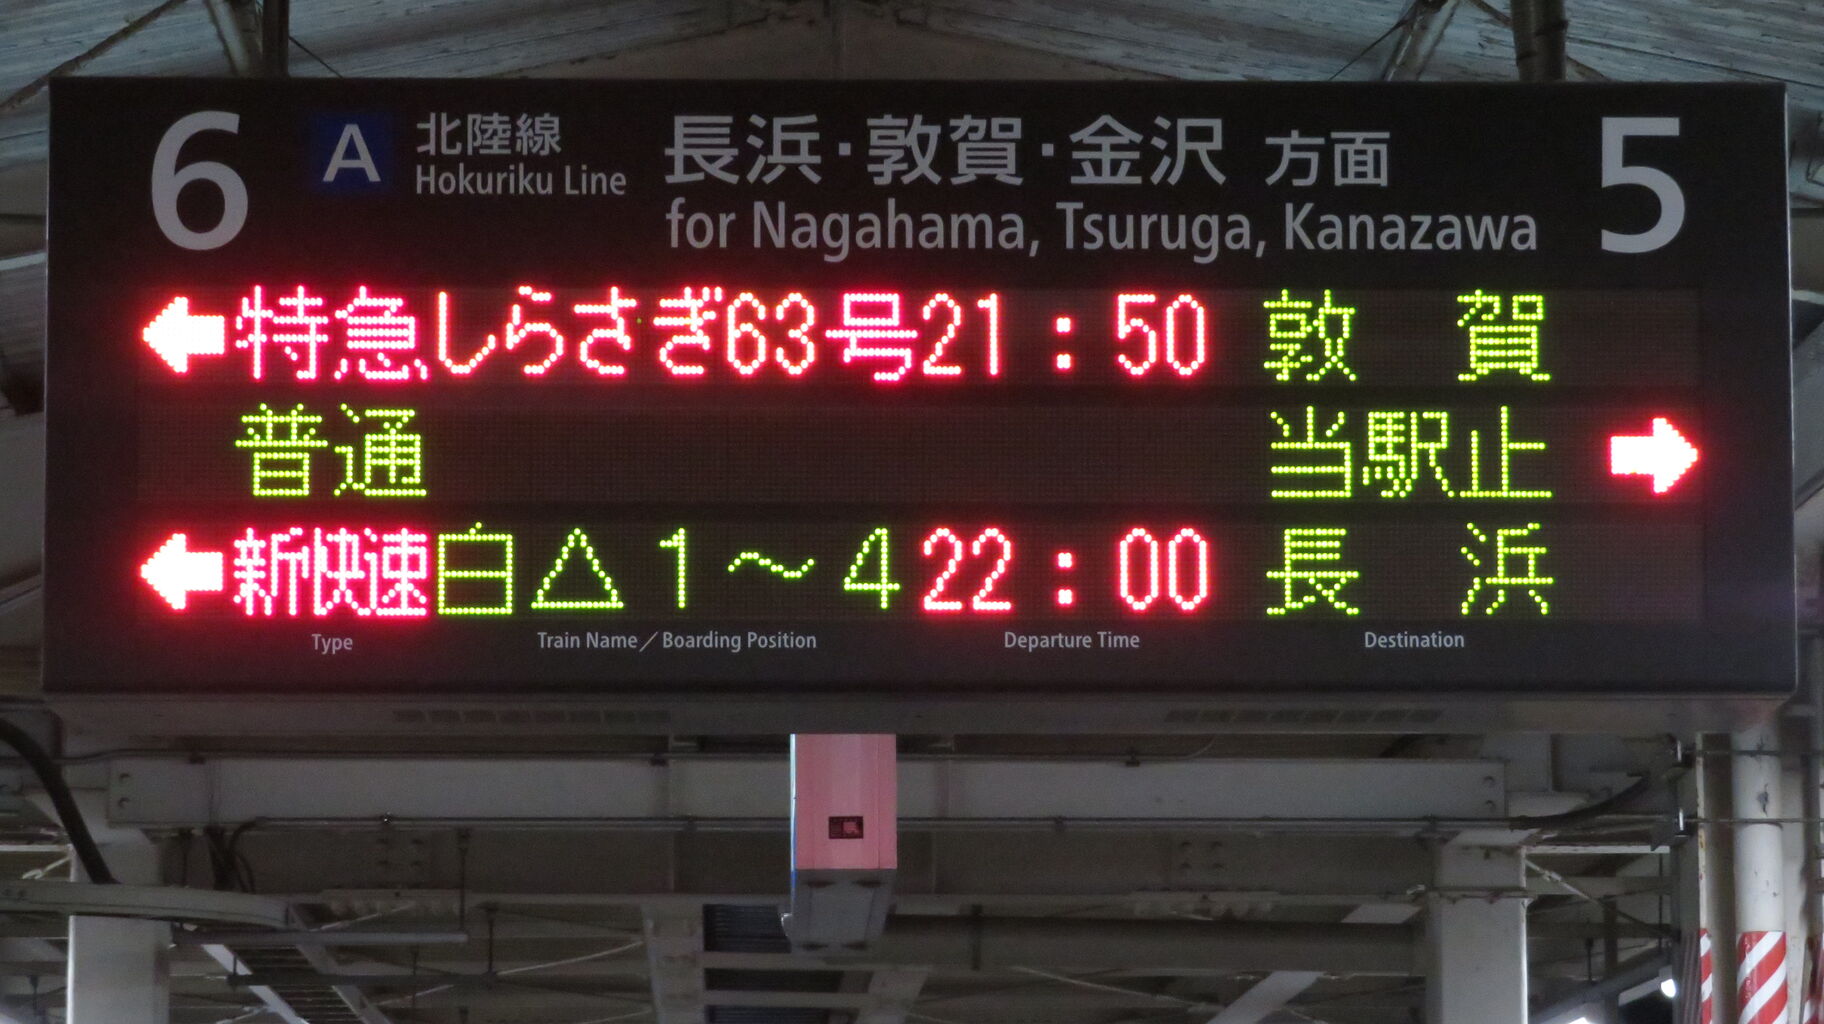 6 A 北陸線 長浜・敦賀・金沢 方面 5
Hokuriku Line for Nagahama, Tsuruga, Kanazawa
←特急しらさぎ63号21:50 敦 賀
普通 当駅止 →
←新快速白△1～4 22:00 長 浜
Type Train Name／Boarding Position Departure Time Destination